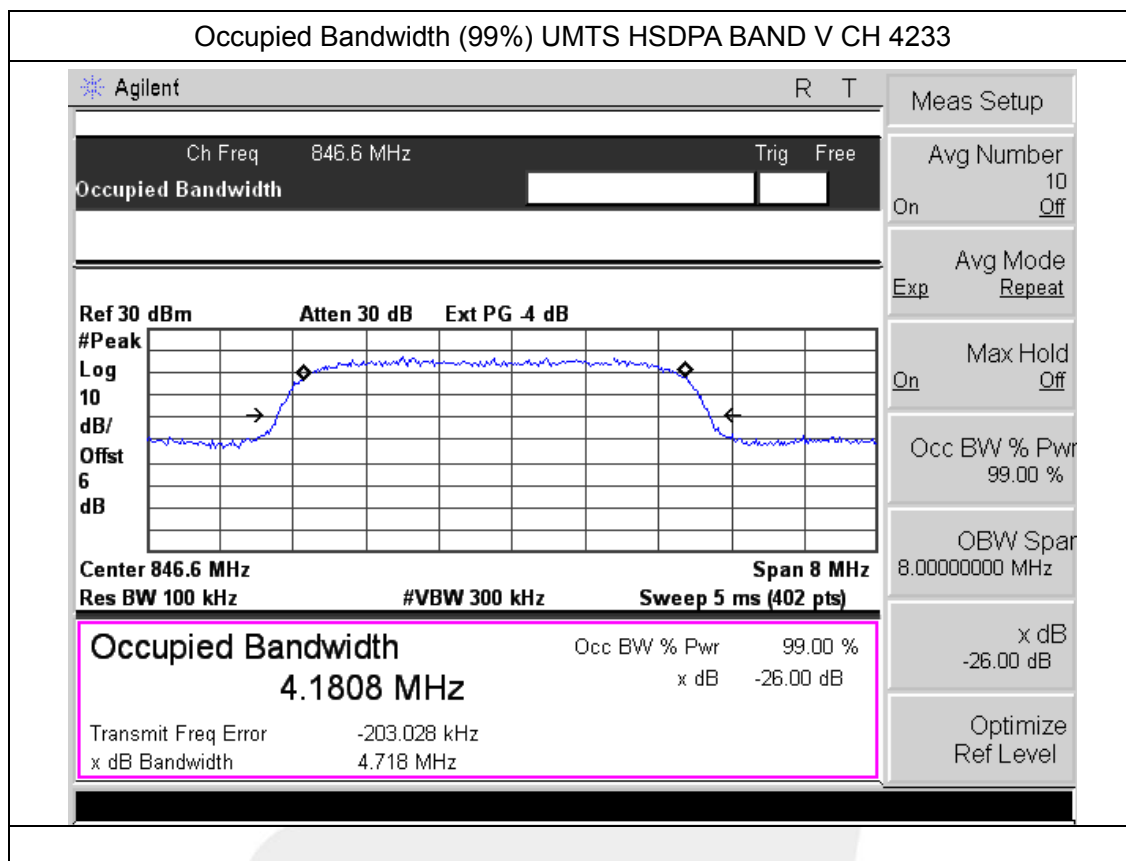 Occupied Bandwidth (99%) UMTS HSDPA BAND V CH 4233
Agilent R T
Ch Freq 846.6 MHz Trig Free
Occupied Bandwidth
Ref 30 dBm Atten 30 dB Ext PG -4 dB
#Peak
Log
10
dB/
Offst
6
dB
Center 846.6 MHz Span 8 MHz
Res BW 100 kHz #VBW 300 kHz Sweep 5 ms (402 pts)
Occupied Bandwidth
4.1808 MHz
Occ BW % Pwr 99.00 %
x dB -26.00 dB
Transmit Freq Error -203.028 kHz
x dB Bandwidth 4.718 MHz
Meas Setup
Avg Number
10
On Off
Avg Mode
Exp Repeat
Max Hold
On Off
Occ BW % Pwr
99.00 %
OBW Span
8.00000000 MHz
x dB
-26.00 dB
Optimize
Ref Level